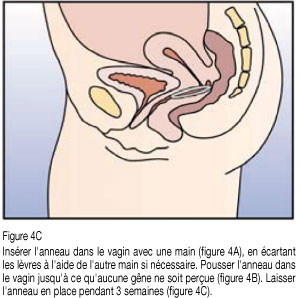 Figure 4C
Insérer l'anneau dans le vagin avec une main (figure 4A), en écartant
les lèvres à l'aide de l'autre main si nécessaire. Pousser l'anneau dans
le vagin jusqu'à ce qu'aucune gêne ne soit perçue (figure 4B). Laisser
l'anneau en place pendant 3 semaines (figure 4C).